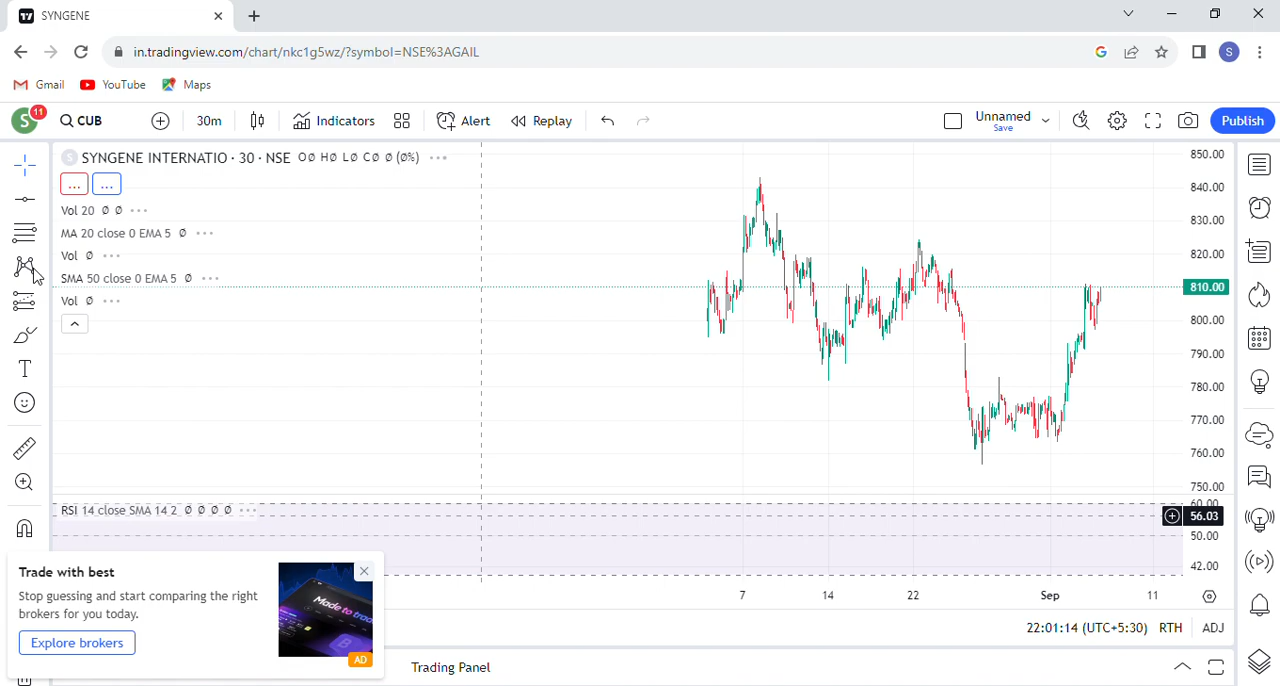 SYNGENE
in.tradingview.com/chart/nkc1g5wz/?symbol=NSE%3AGAIL
G
S
Gmail
YouTube
Maps
S
11
CUB
30m
Indicators
Alert
Replay
Unnamed
Save
Publish
S
SYNGENE INTERNATIO · 30 · NSE O∅ H∅ L∅ C∅ ∅ (∅%) ...
...
...
Vol 20 ∅ ∅ ...
MA 20 close 0 EMA 5 ∅ ...
Vol ∅ ...
SMA 50 close 0 EMA 5 ∅ ...
Vol ∅ ...
T
850.00
840.00
830.00
820.00
810.00
800.00
790.00
780.00
770.00
760.00
750.00
RSI 14 close SMA 14 2 ∅ ∅ ∅ ∅ ...
60.00
56.03
50.00
42.00
Trade with best
Stop guessing and start comparing the right
brokers for you today.
Explore brokers
Made to trad
AD
7
14
22
Sep
11
22:01:14 (UTC+5:30)
RTH
ADJ
Trading Panel